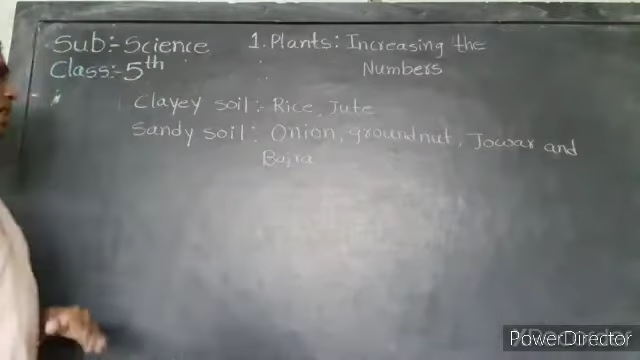 Sub:- Science
Class:- 5th
1. Plants: Increasing the
Numbers
Clayey soil:- Rice, Jute
Sandy soil: Onion, groundnut, Jowar and
Bajra
PowerDirector